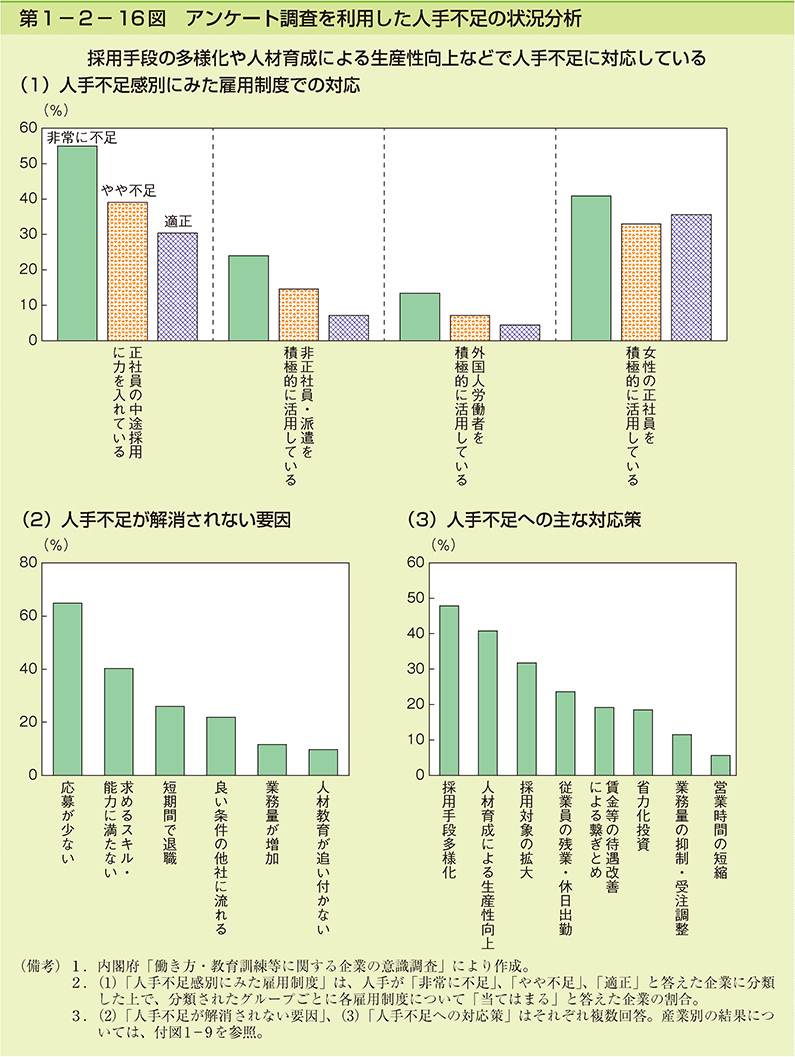 第1－2－16図　アンケート調査を利用した人手不足の状況分析
採用手段の多様化や人材育成による生産性向上などで人手不足に対応している
（1）人手不足感別にみた雇用制度での対応
（%）
60
50
40
30
20
10
0
非常に不足
やや不足
適正
正社員の中途採用
に力を入れている
非正社員・派遣を
積極的に活用している
外国人労働者を
積極的に活用している
女性の正社員を
積極的に活用している
（2）人手不足が解消されない要因
（%）
80
60
40
20
0
応募が少ない
求めるスキル・
能力に満たない
短期間で退職
良い条件の他社に流れる
業務量が増加
人材教育が追い付かない
（3）人手不足への主な対応策
（%）
60
50
40
30
20
10
0
採用手段多様化
人材育成による生産性向上
採用対象の拡大
従業員の残業・休日出勤
賃金等の待遇改善
による繋ぎとめ
省力化投資
業務量の抑制・受注調整
営業時間の短縮
（備考）1．内閣府「働き方・教育訓練等に関する企業の意識調査」により作成。
2．(1)「人手不足感別にみた雇用制度」は、人手が「非常に不足」、「やや不足」、「適正」と答えた企業に分類
した上で、分類されたグループごとに各雇用制度について「当てはまる」と答えた企業の割合。
3．(2)「人手不足が解消されない要因」、(3)「人手不足への対応策」はそれぞれ複数回答。産業別の結果につ
いては、付図1－9を参照。